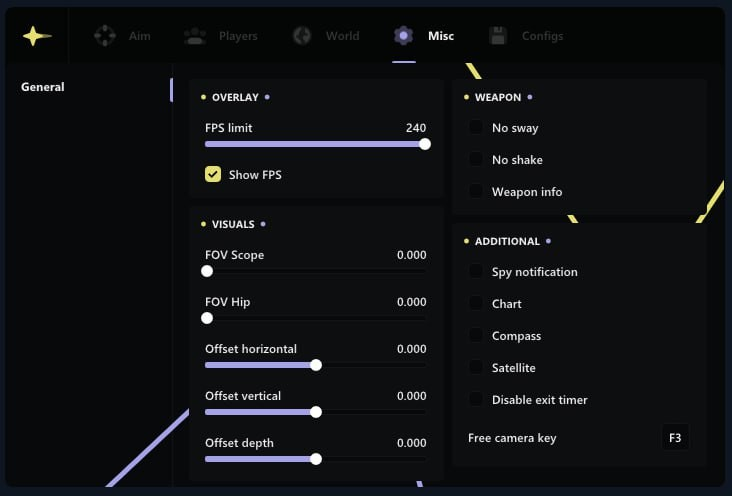 Aim
Players
World
Misc
Configs
General
OVERLAY
FPS limit 240
Show FPS
VISUALS
FOV Scope 0.000
FOV Hip 0.000
Offset horizontal 0.000
Offset vertical 0.000
Offset depth 0.000
WEAPON
No sway
No shake
Weapon info
ADDITIONAL
Spy notification
Chart
Compass
Satellite
Disable exit timer
Free camera key F3